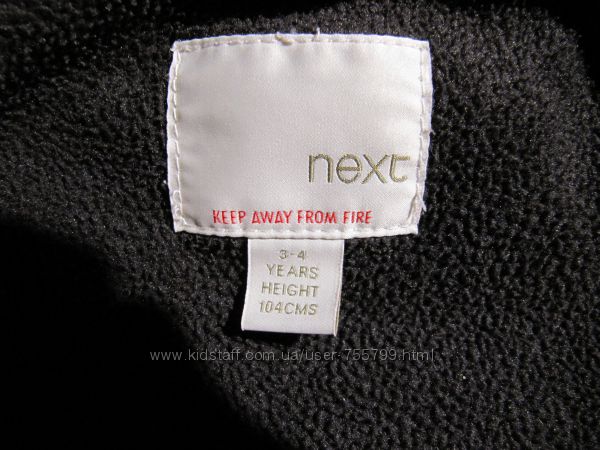 next
KEEP AWAY FROM FIRE
3-4
YEARS
HEIGHT
104CMS
www.kidstaff.com.ua/user-755799.html